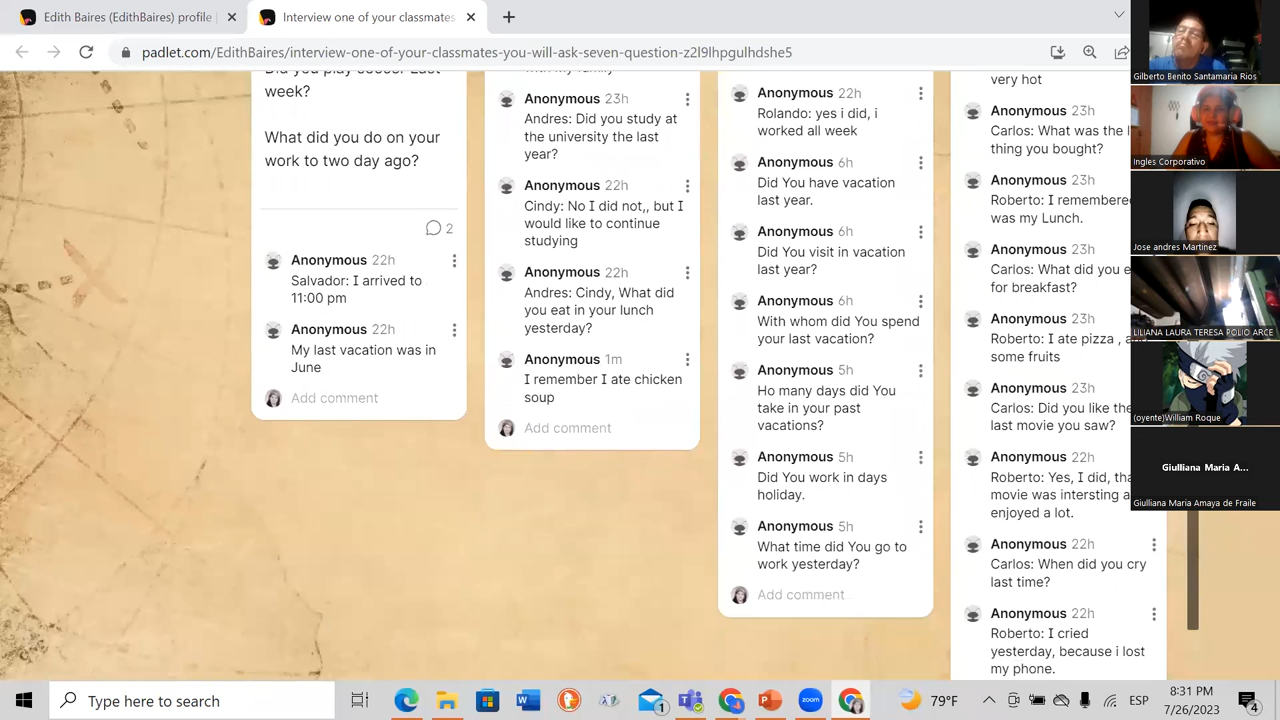 Edith Baires (EdithBaires) profile |
Interview one of your classmates
padlet.com/EdithBaires/interview-one-of-your-classmates-you-will-ask-seven-question-z2l9lhpgulhdshe5
Did you play soccer Last
week?
What did you do on your
work to two day ago?
2
Anonymous 22h
Salvador: I arrived to
11:00 pm
Anonymous 22h
My last vacation was in
June
Add comment
with my family
Anonymous 23h
Andres: Did you study at
the university the last
year?
Anonymous 22h
Cindy: No I did not,, but I
would like to continue
studying
Anonymous 22h
Andres: Cindy, What did
you eat in your lunch
yesterday?
Anonymous 1m
I remember I ate chicken
soup
Add comment
Anonymous 22h
Rolando: yes i did, i
worked all week
Anonymous 6h
Did You have vacation
last year.
Anonymous 6h
Did You visit in vacation
last year?
Anonymous 6h
With whom did You spend
your last vacation?
Anonymous 5h
Ho many days did You
take in your past
vacations?
Anonymous 5h
Did You work in days
holiday.
Anonymous 5h
What time did You go to
work yesterday?
Add comment
very hot
Anonymous 23h
Carlos: What was the
thing you bought?
Anonymous 23h
Roberto: I remembered
was my Lunch.
Anonymous 23h
Carlos: What did you
for breakfast?
Anonymous 23h
Roberto: I ate pizza ,
some fruits
Anonymous 23h
Carlos: Did you like the
last movie you saw?
Anonymous 22h
Roberto: Yes, I did,
movie was intersting
enjoyed a lot.
Anonymous 22h
Carlos: When did you cry
last time?
Anonymous 22h
Roberto: I cried
yesterday, because i lost
my phone.
Gilberto Benito Santamaria Rios
Ingles Corporativo
Jose andres Martinez
LILIANA LAURA TERESA POLIO ARCE
(oyente)William Roque
Giulliana Maria A...
Giulliana Maria Amaya de Fraile
Type here to search
1
zoom
79°F
ESP
8:31 PM
7/26/2023
4